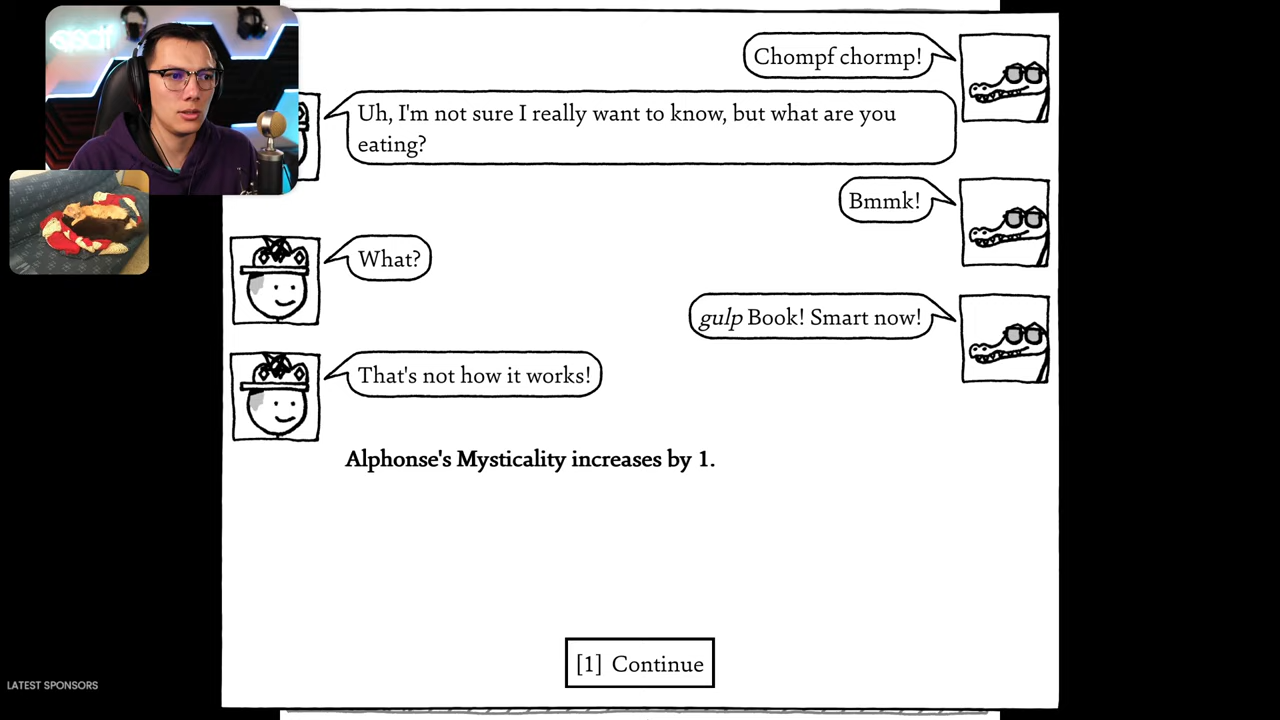 Chompf chormp!
Uh, I'm not sure I really want to know, but what are you
eating?
Bmmk!
What?
gulp Book! Smart now!
That's not how it works!
Alphonse's Mysticality increases by 1.
[1] Continue
LATEST SPONSORS